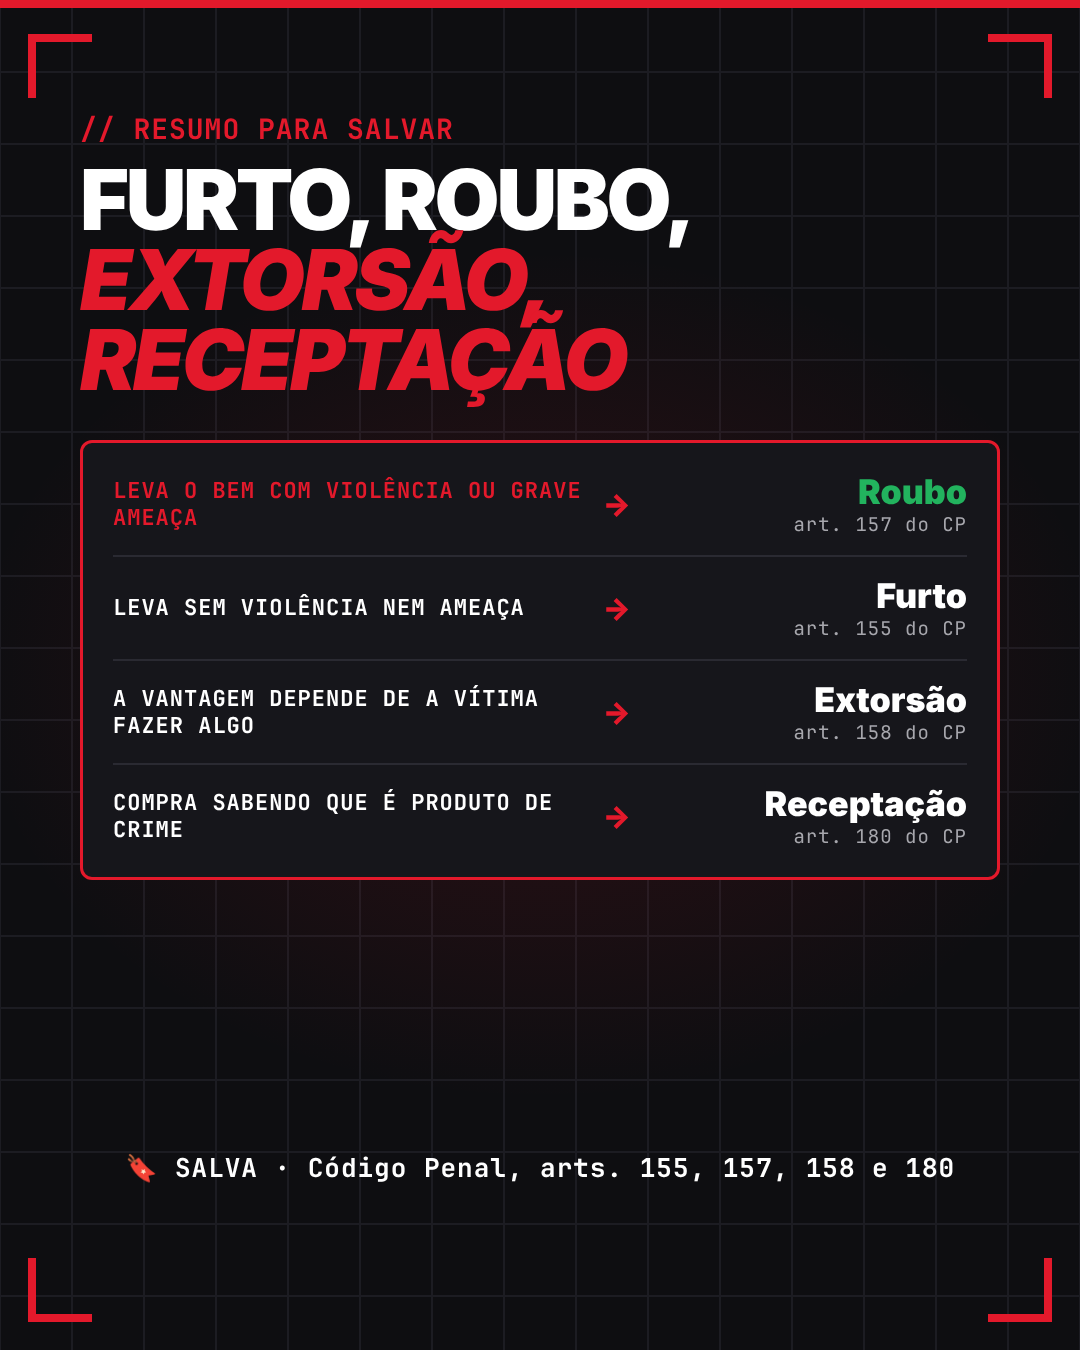 // RESUMO PARA SALVAR
FURTO, ROUBO,
EXTORSÃO,
RECEPTAÇÃO
LEVA O BEM COM VIOLÊNCIA OU GRAVE
AMEAÇA
→
Roubo
art. 157 do CP
LEVA SEM VIOLÊNCIA NEM AMEAÇA
→
Furto
art. 155 do CP
A VANTAGEM DEPENDE DE A VÍTIMA
FAZER ALGO
→
Extorsão
art. 158 do CP
COMPRA SABENDO QUE É PRODUTO DE
CRIME
→
Receptação
art. 180 do CP
🔖 SALVA · Código Penal, arts. 155, 157, 158 e 180